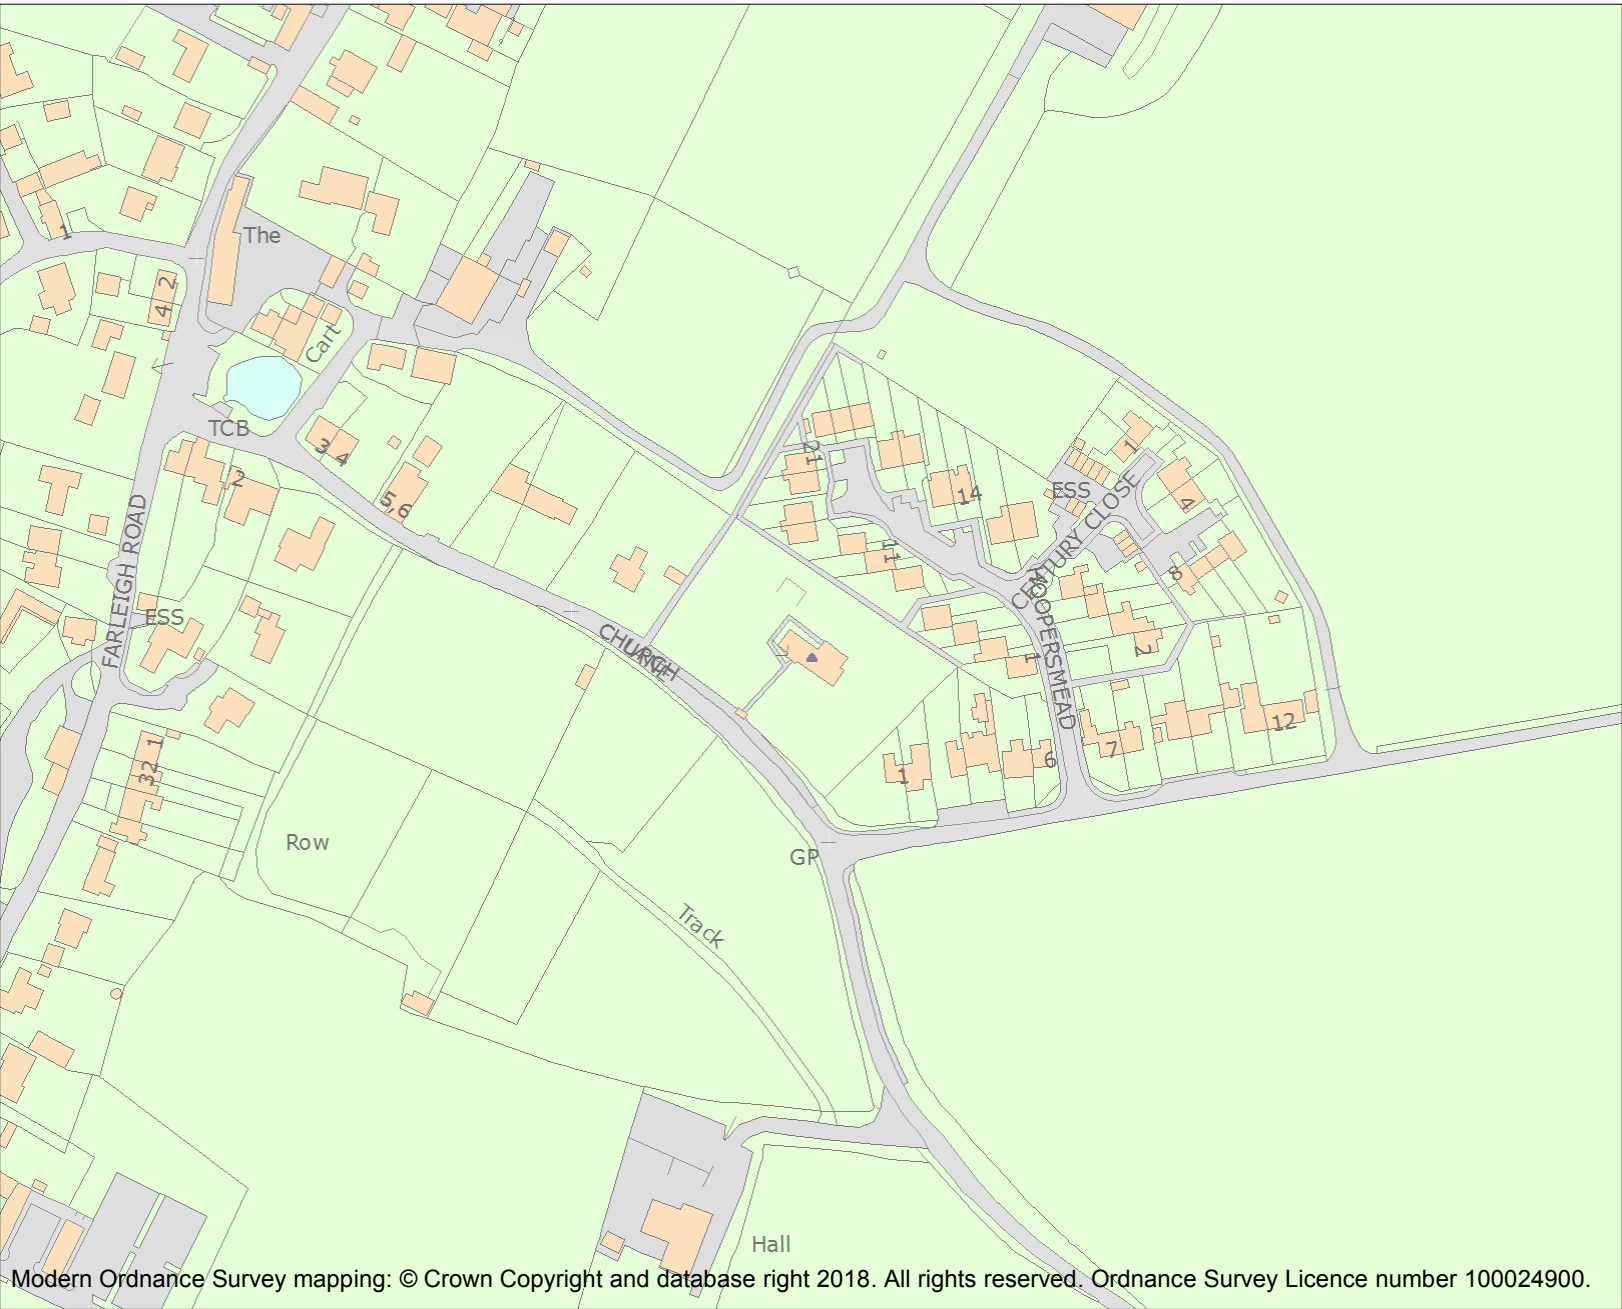 1
The
2
4
Cart
TCB
3
4
2
5,6
21
14
1
ESS
4
CENTURY CLOSE
11
8
FARLEIGH ROAD
ESS
CHURCH
LANE
COOPERSMEAD
1
2
12
7
6
1
1
32
Row
GP
Track
Hall
Modern Ordnance Survey mapping: © Crown Copyright and database right 2018. All rights reserved. Ordnance Survey Licence number 100024900.